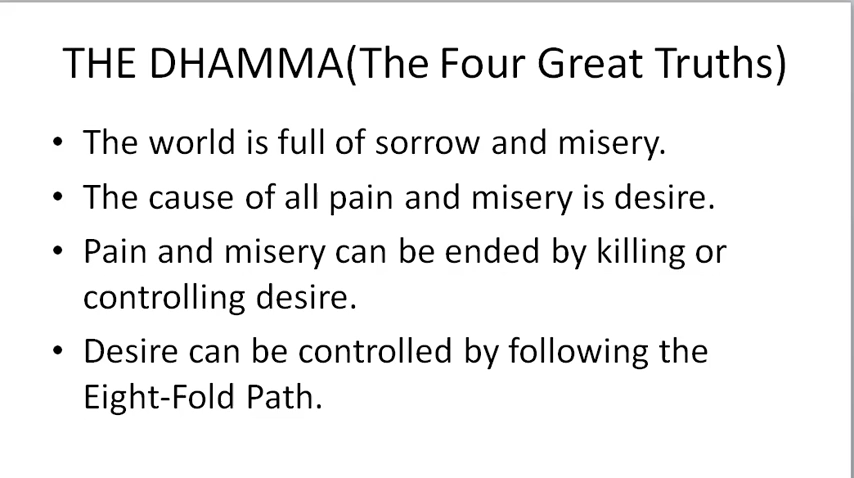 THE DHAMMA(The Four Great Truths)
• The world is full of sorrow and misery.
• The cause of all pain and misery is desire.
• Pain and misery can be ended by killing or
controlling desire.
• Desire can be controlled by following the
Eight-Fold Path.